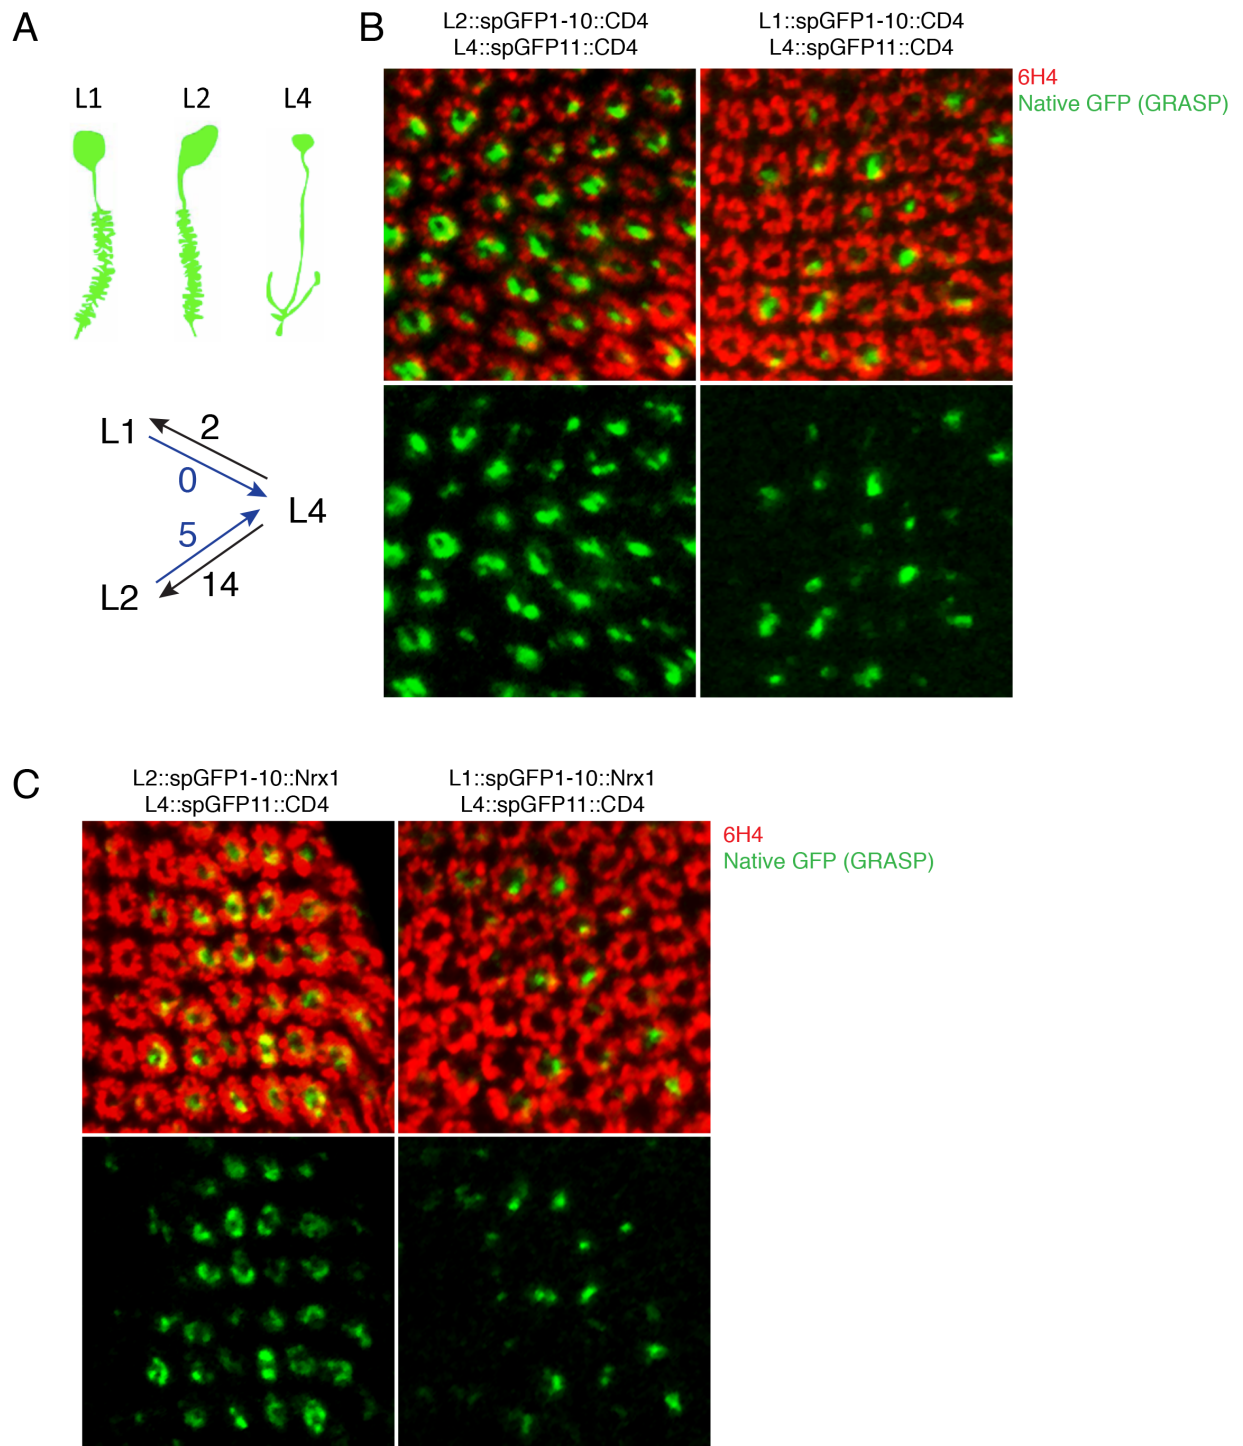 A
L1 L2 L4
L1
2
0
L4
5
14
L2
B
L2::spGFP1-10::CD4
L4::spGFP11::CD4
L1::spGFP1-10::CD4
L4::spGFP11::CD4
6H4
Native GFP (GRASP)
C
L2::spGFP1-10::Nrx1
L4::spGFP11::CD4
L1::spGFP1-10::Nrx1
L4::spGFP11::CD4
6H4
Native GFP (GRASP)